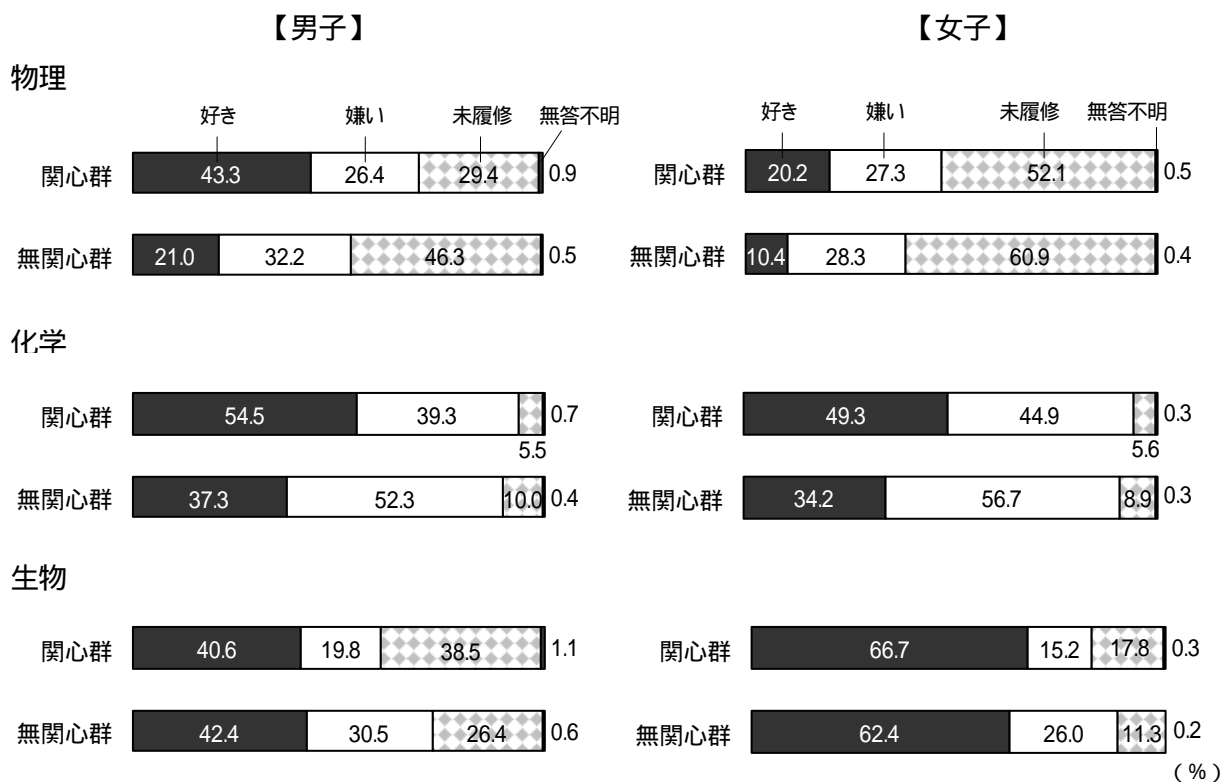 【男子】 【女子】
物理
好き 嫌い 未履修 無答不明 好き 嫌い 未履修 無答不明
関心群 43.3 26.4 29.4 0.9 関心群 20.2 27.3 52.1 0.5
無関心群 21.0 32.2 46.3 0.5 無関心群 10.4 28.3 60.9 0.4
化学
関心群 54.5 39.3 5.5 0.7 関心群 49.3 44.9 5.6 0.3
無関心群 37.3 52.3 10.0 0.4 無関心群 34.2 56.7 8.9 0.3
生物
関心群 40.6 19.8 38.5 1.1 関心群 66.7 15.2 17.8 0.3
無関心群 42.4 30.5 26.4 0.6 無関心群 62.4 26.0 11.3 0.2
(%)